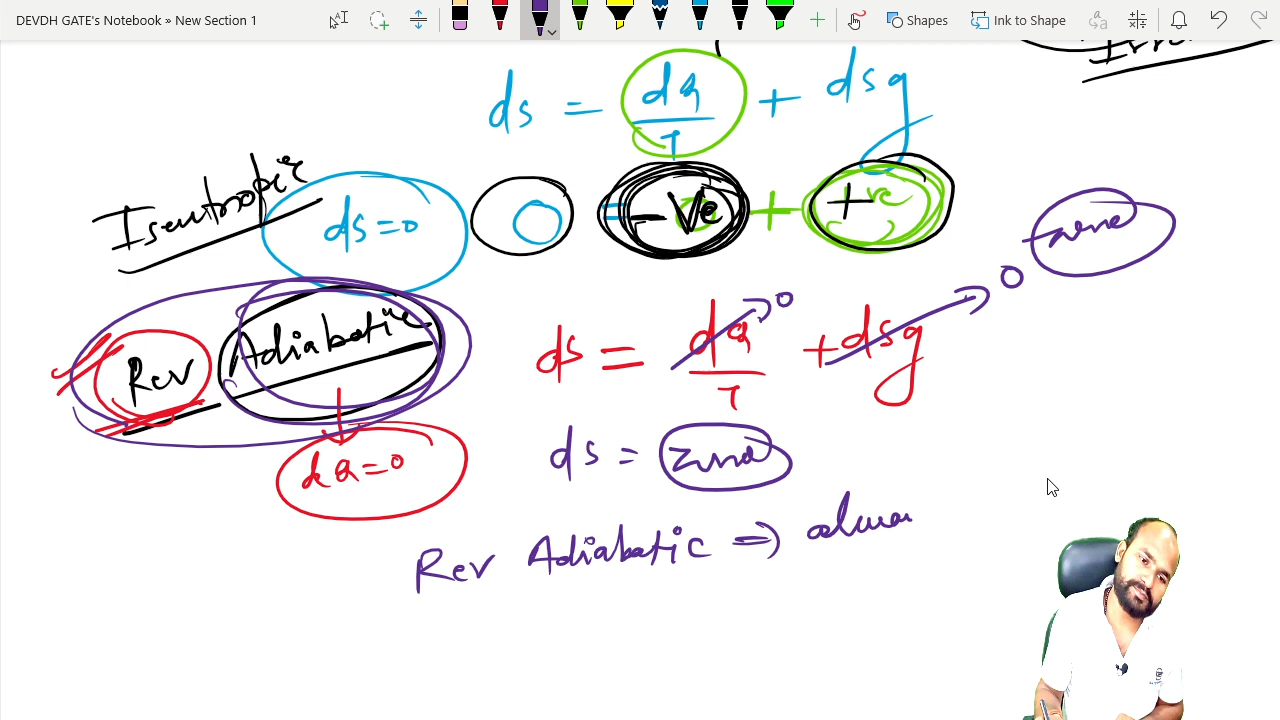 DEVDH GATE's Notebook » New Section 1
Shapes
Ink to Shape
ds = dQ/T + dsg
Isentropic
ds=0
0 = -Ve + +ve
zero
Rev Adiabatic
ds = dQ/T → 0 + dsg → 0
dQ=0
ds = zero
Rev Adiabatic ⇒ alwa